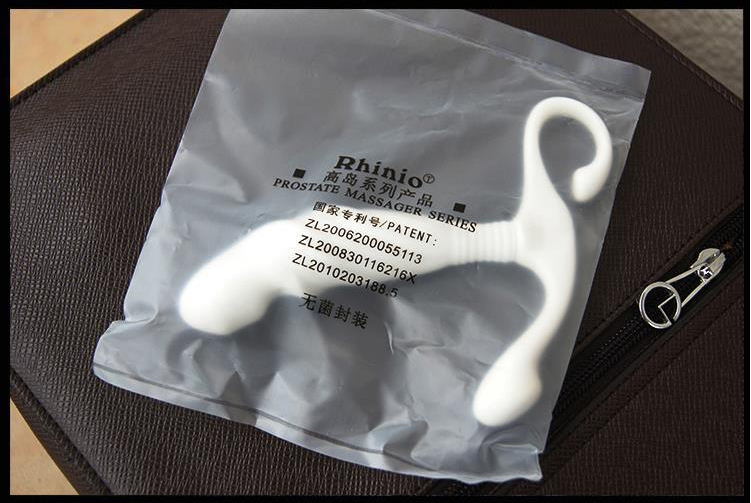 Rhinio
■ 高岛系列产品 ■
PROSTATE MASSAGER SERIES
国家专利号/PATENT:
ZL2006200055113
ZL200830116216X
ZL2010203188.5
无菌封装